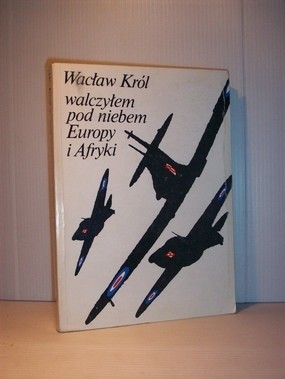 Wacław Król
walczyłem
pod niebem
Europy
i Afryki